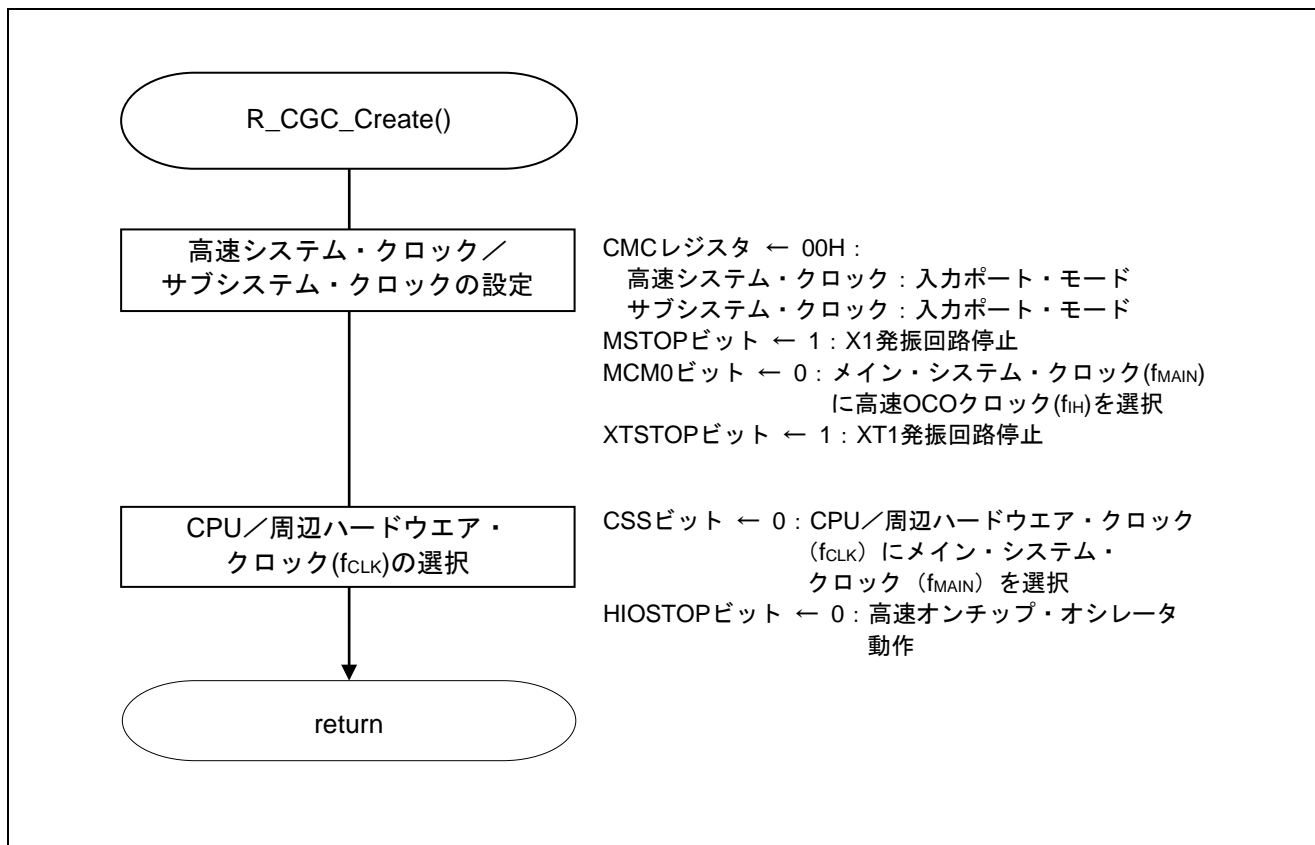 R_CGC_Create()
高速システム・クロック／
サブシステム・クロックの設定
CMCレジスタ ← 00H：
高速システム・クロック：入力ポート・モード
サブシステム・クロック：入力ポート・モード
MSTOPビット ← 1：X1発振回路停止
MCM0ビット ← 0：メイン・システム・クロック(fMAIN)
に高速OCOクロック(fIH)を選択
XTSTOPビット ← 1：XT1発振回路停止
CPU／周辺ハードウエア・
クロック(fCLK)の選択
CSSビット ← 0：CPU／周辺ハードウエア・クロック
（fCLK）にメイン・システム・
クロック（fMAIN）を選択
HIOSTOPビット ← 0：高速オンチップ・オシレータ
動作
return